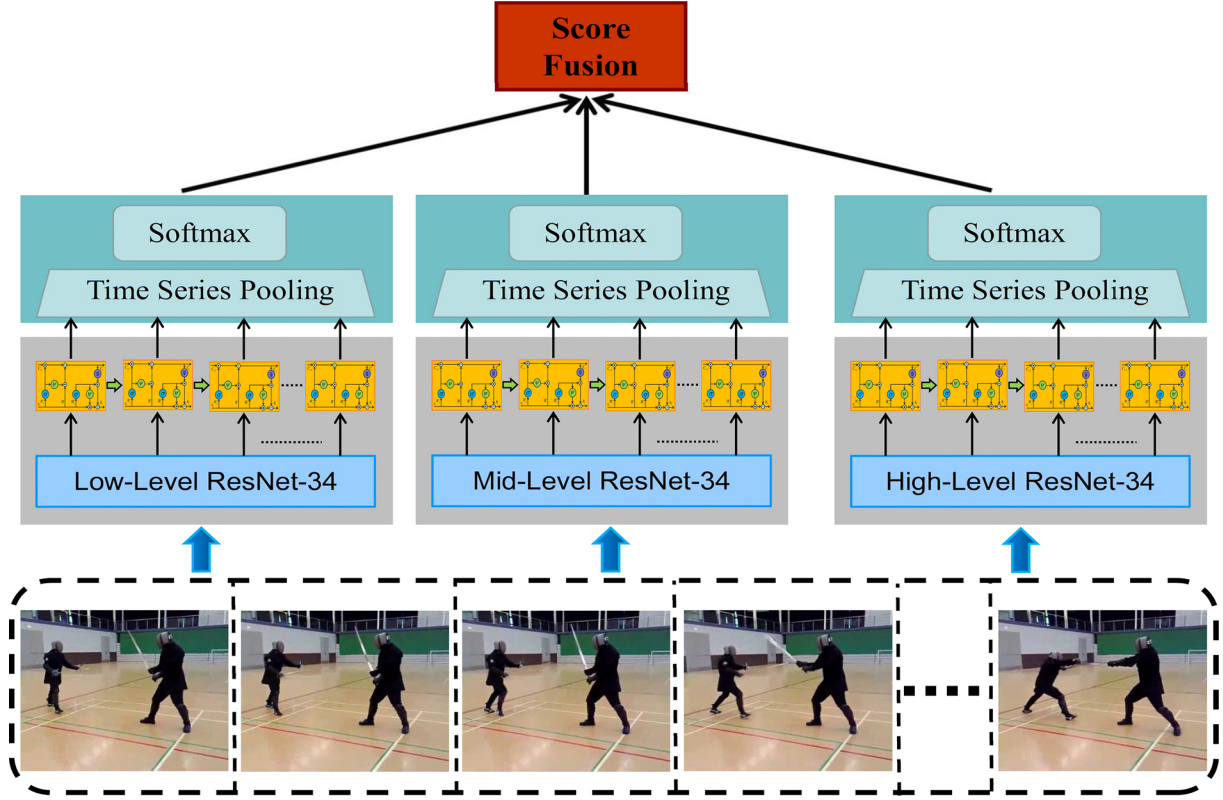 Score
Fusion
Softmax
Softmax
Softmax
Time Series Pooling
Time Series Pooling
Time Series Pooling
Low-Level ResNet-34
Mid-Level ResNet-34
High-Level ResNet-34